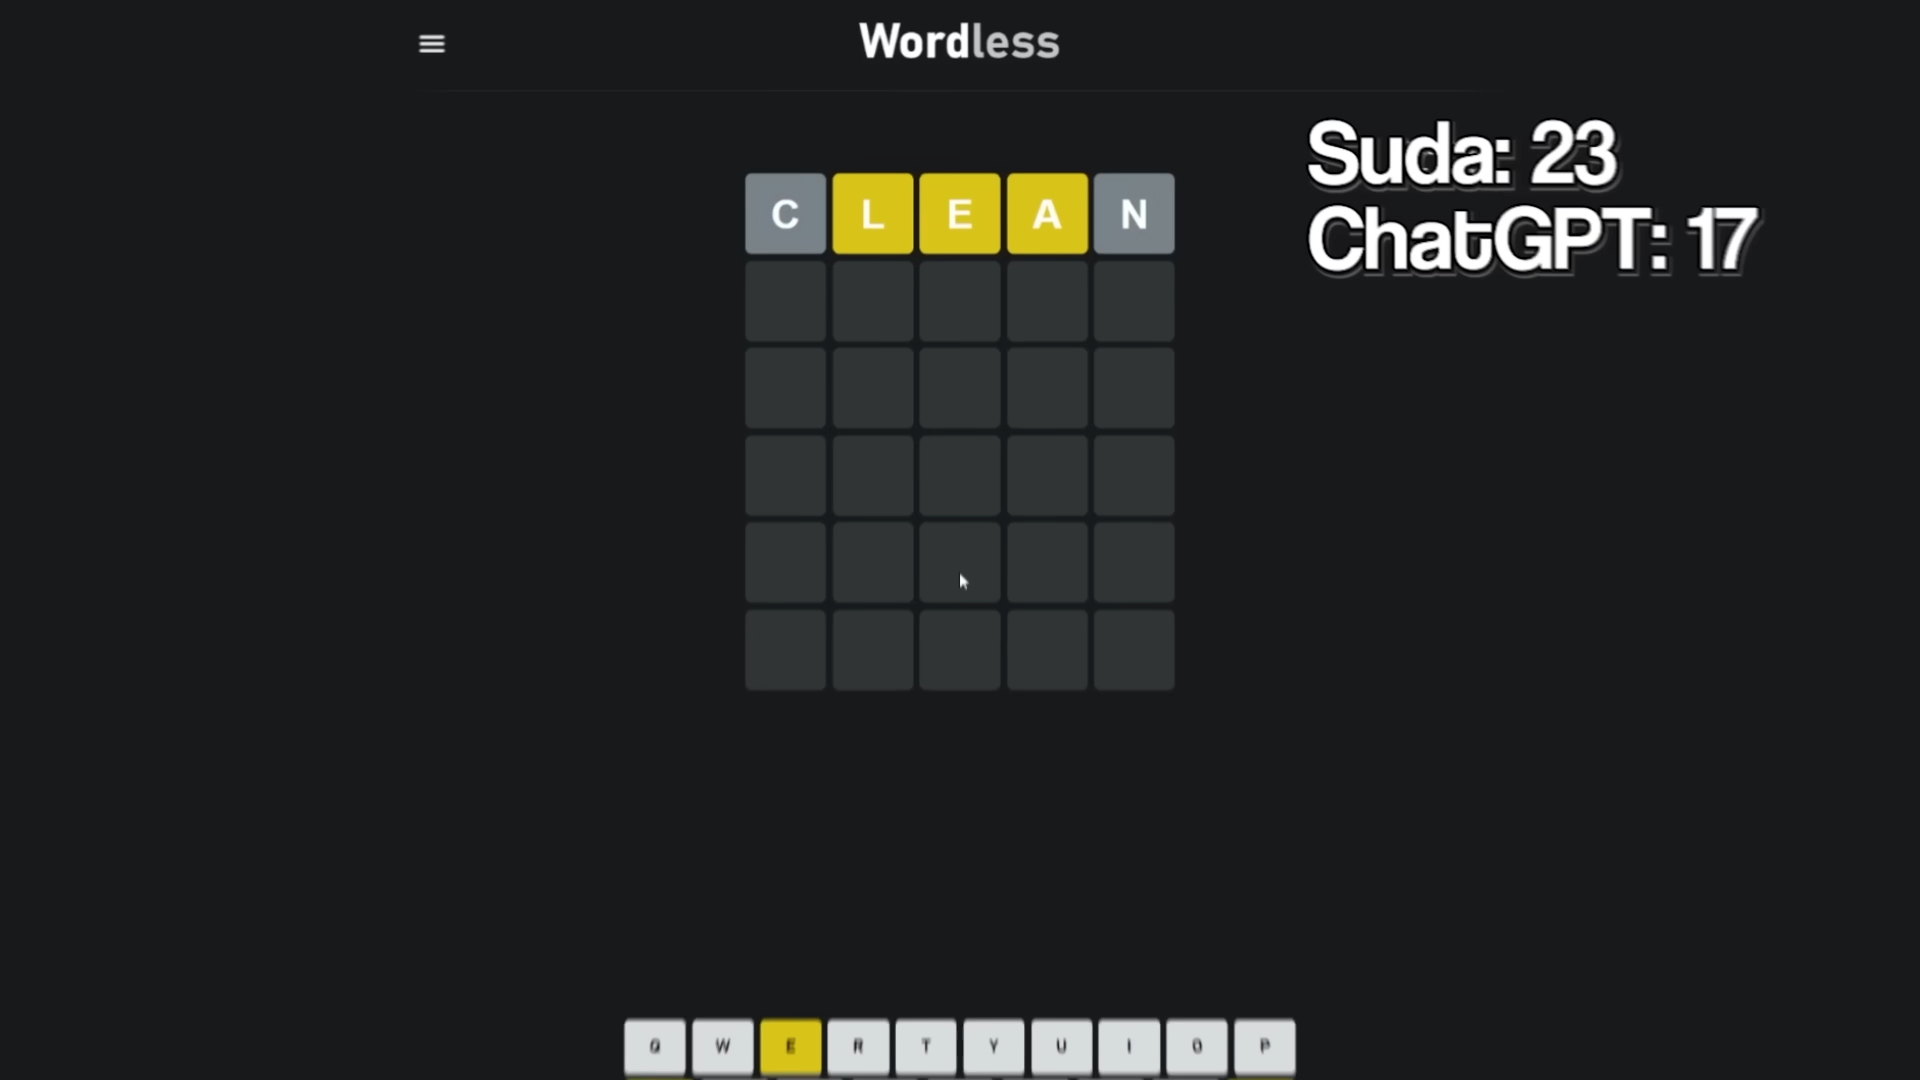 Wordless
Suda: 23
ChatGPT: 17
C L E A N
Q W E R T Y U I O P